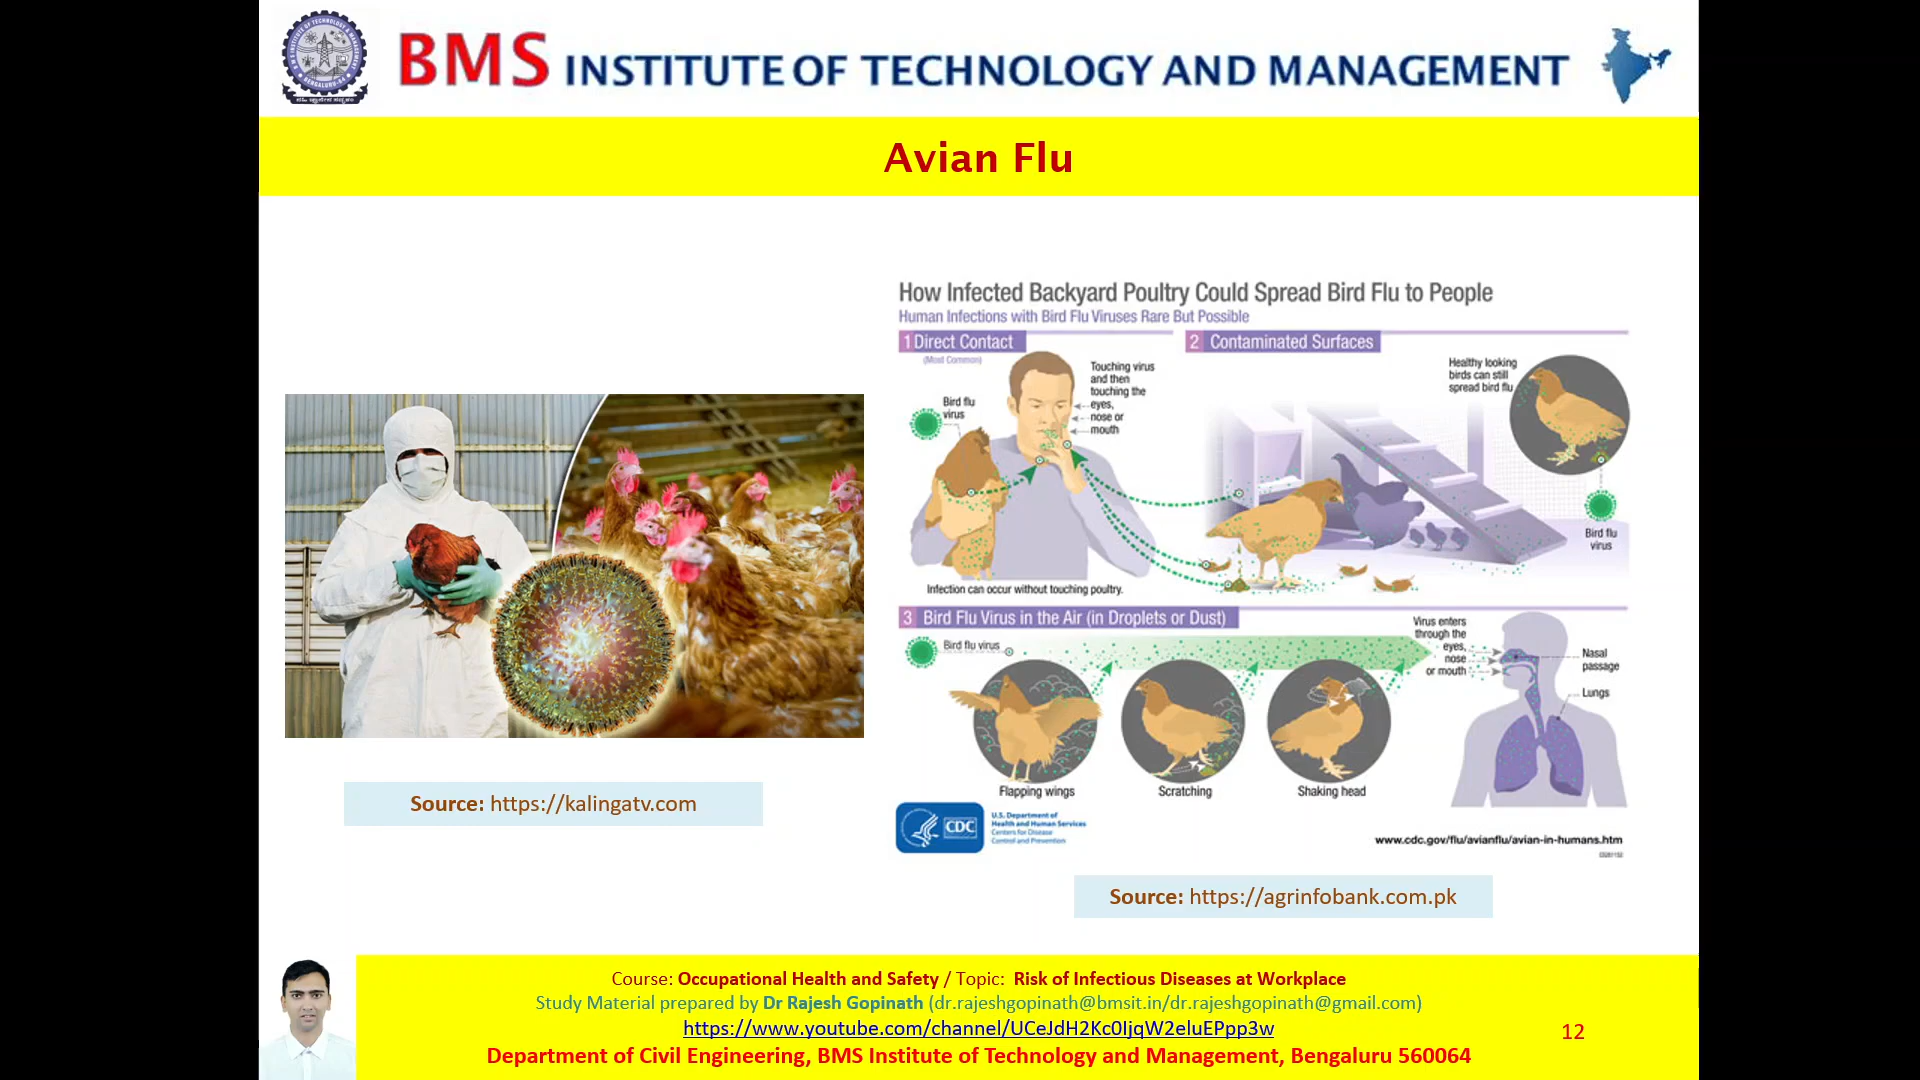 BMS INSTITUTE OF TECHNOLOGY AND MANAGEMENT
Avian Flu
Source: https://kalingatv.com
How Infected Backyard Poultry Could Spread Bird Flu to People
Human Infections with Bird Flu Viruses Rare But Possible
1 Direct Contact
(Most Common)
Bird flu
virus
Touching virus
and then
touching the
eyes,
nose or
mouth
Infection can occur without touching poultry.
2 Contaminated Surfaces
Healthy looking
birds can still
spread bird flu
Bird flu
virus
3 Bird Flu Virus in the Air (in Droplets or Dust)
Bird flu virus
Flapping wings
Scratching
Shaking head
Virus enters
through the
eyes,
nose
or mouth
Nasal
passage
Lungs
CDC
U.S. Department of
Health and Human Services
Centers for Disease
Control and Prevention
www.cdc.gov/flu/avianflu/avian-in-humans.htm
Source: https://agrinfobank.com.pk
Course: Occupational Health and Safety / Topic: Risk of Infectious Diseases at Workplace
Study Material prepared by Dr Rajesh Gopinath (dr.rajeshgopinath@bmsit.in/dr.rajeshgopinath@gmail.com)
https://www.youtube.com/channel/UCeJdH2Kc0IjqW2eluEPpp3w
12
Department of Civil Engineering, BMS Institute of Technology and Management, Bengaluru 560064